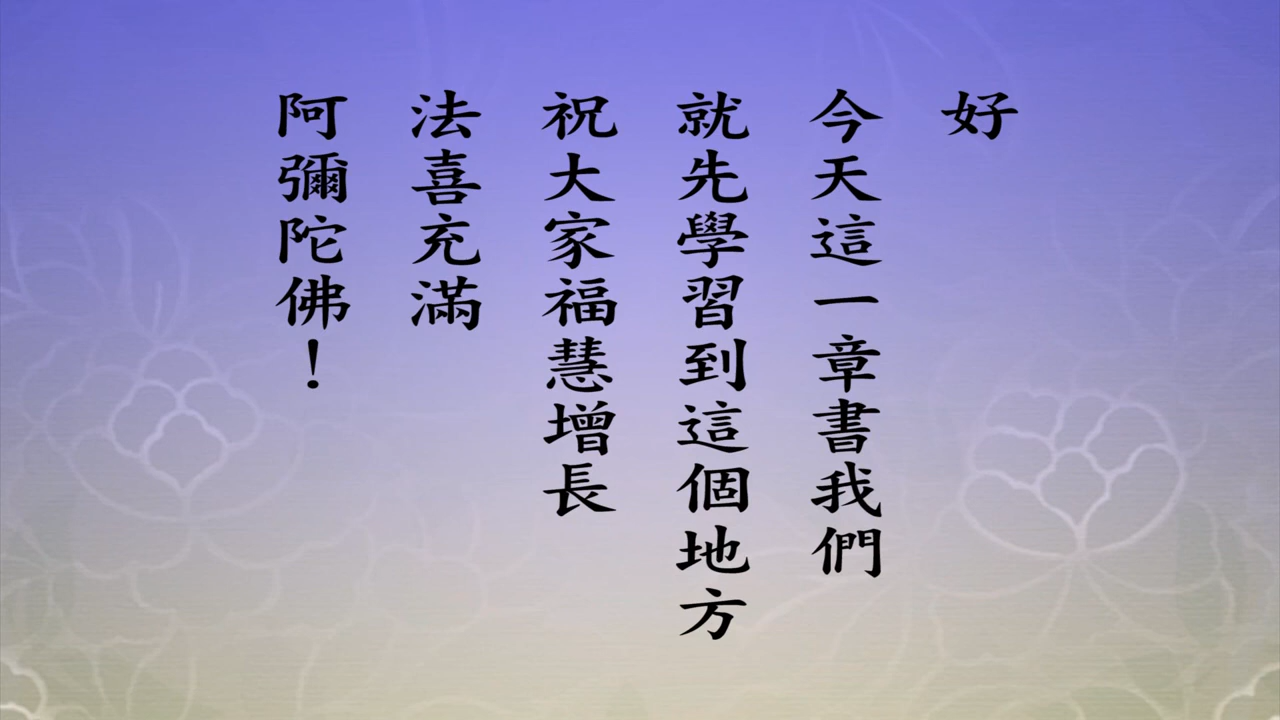 好
今天這一章書我們
就先學習到這個地方
祝大家福慧增長
法喜充滿
阿彌陀佛！